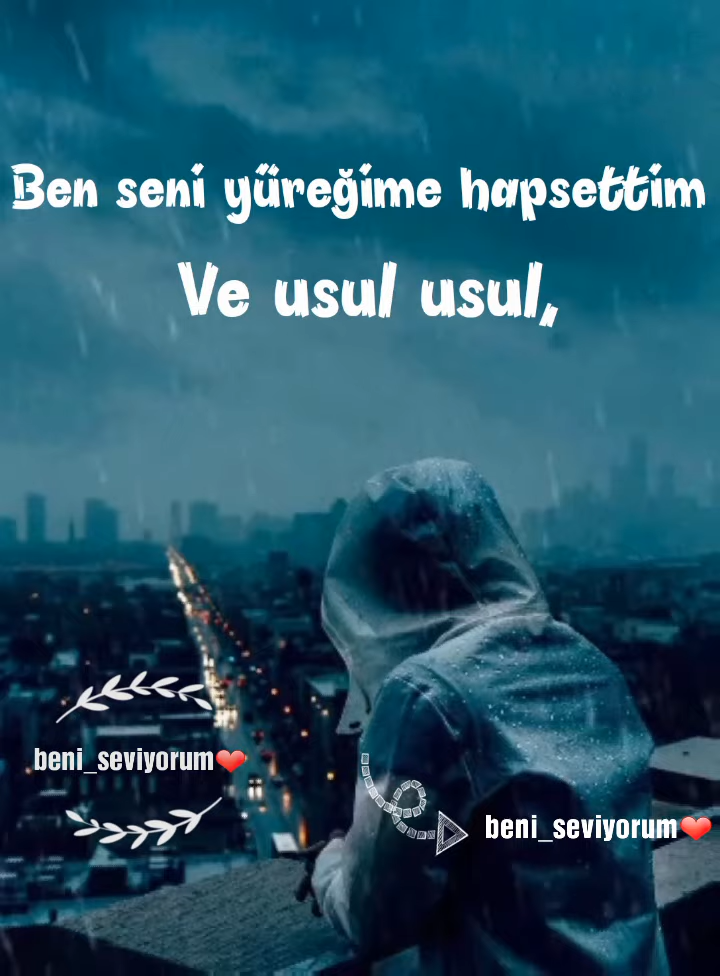 Ben seni yüreğime hapsettim
Ve usul usul,
beni_seviyorum❤
beni_seviyorum❤